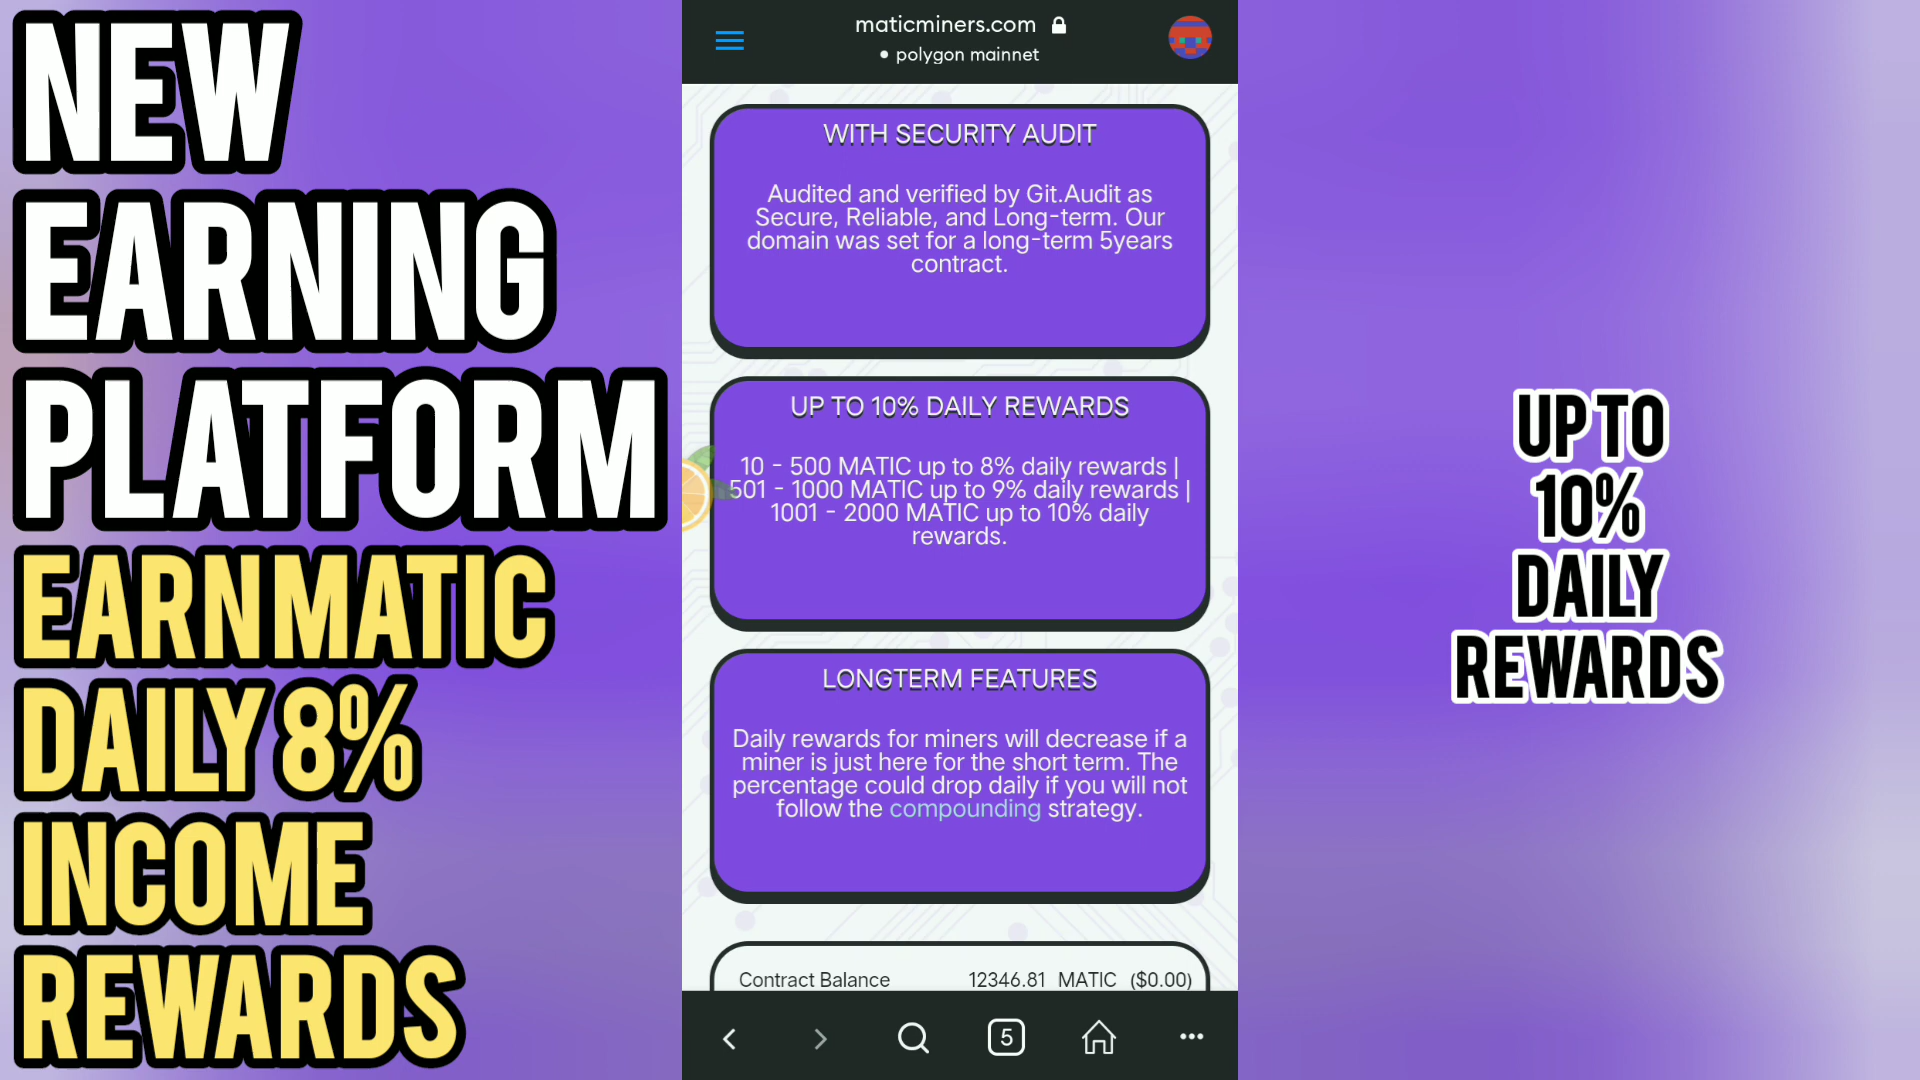 NEW
EARNING
PLATFORM
EARN MATIC
DAILY 8%
INCOME
REWARDS
maticminers.com
polygon mainnet
WITH SECURITY AUDIT
Audited and verified by Git.Audit as
Secure, Reliable, and Long-term. Our
domain was set for a long-term 5years
contract.
UP TO 10% DAILY REWARDS
10 - 500 MATIC up to 8% daily rewards |
501 - 1000 MATIC up to 9% daily rewards |
1001 - 2000 MATIC up to 10% daily
rewards.
LONGTERM FEATURES
Daily rewards for miners will decrease if a
miner is just here for the short term. The
percentage could drop daily if you will not
follow the compounding strategy.
Contract Balance 12346.81 MATIC ($0.00)
5
UP TO
10%
DAILY
REWARDS